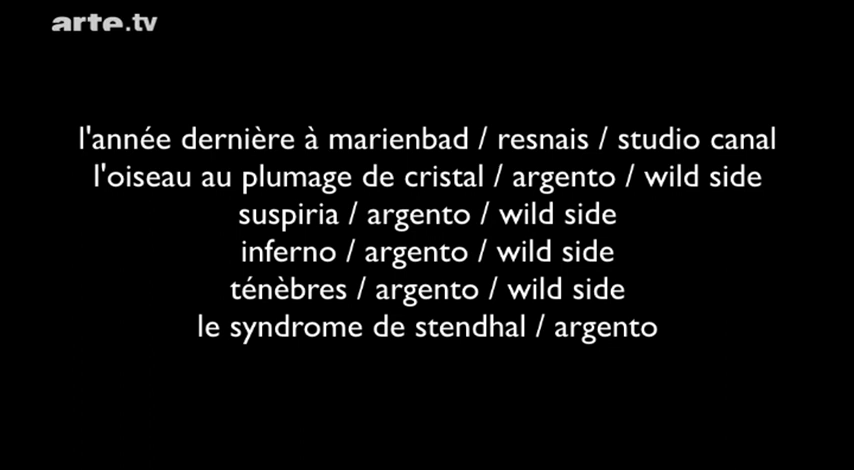 arte.tv
l'année dernière à marienbad / resnais / studio canal
l'oiseau au plumage de cristal / argento / wild side
suspiria / argento / wild side
inferno / argento / wild side
ténèbres / argento / wild side
le syndrome de stendhal / argento